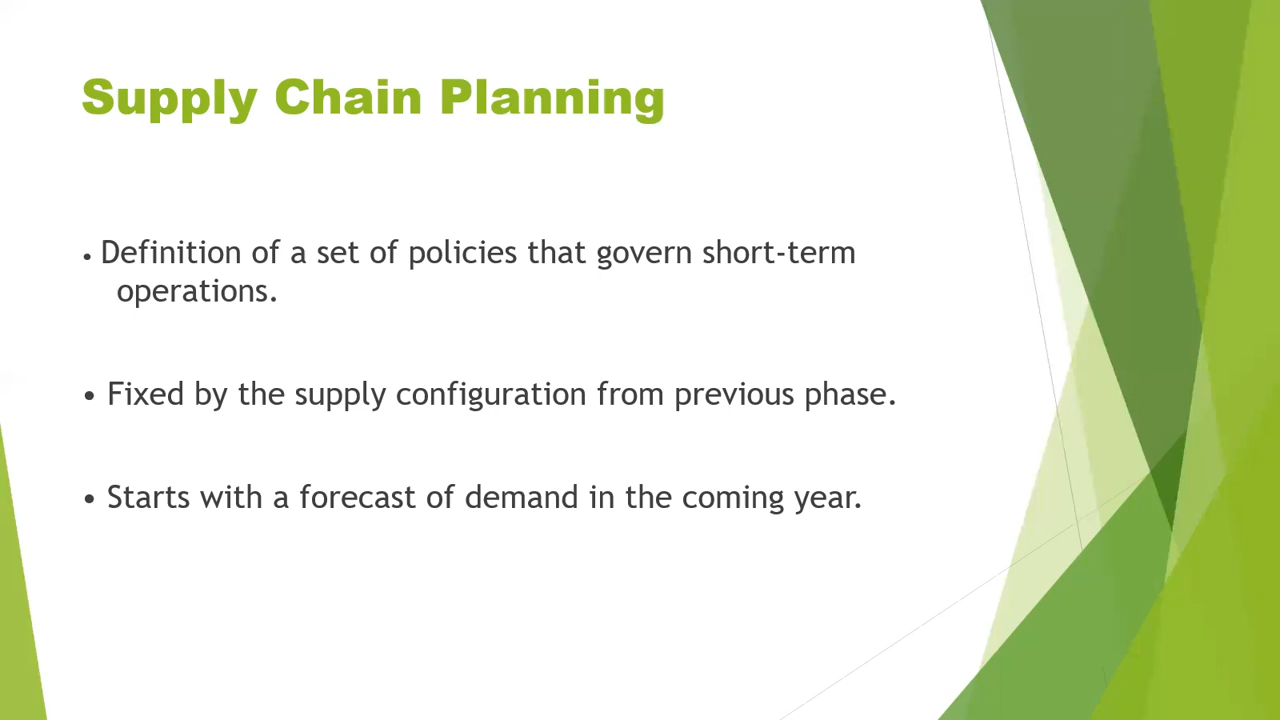 Supply Chain Planning
• Definition of a set of policies that govern short-term
operations.
• Fixed by the supply configuration from previous phase.
• Starts with a forecast of demand in the coming year.